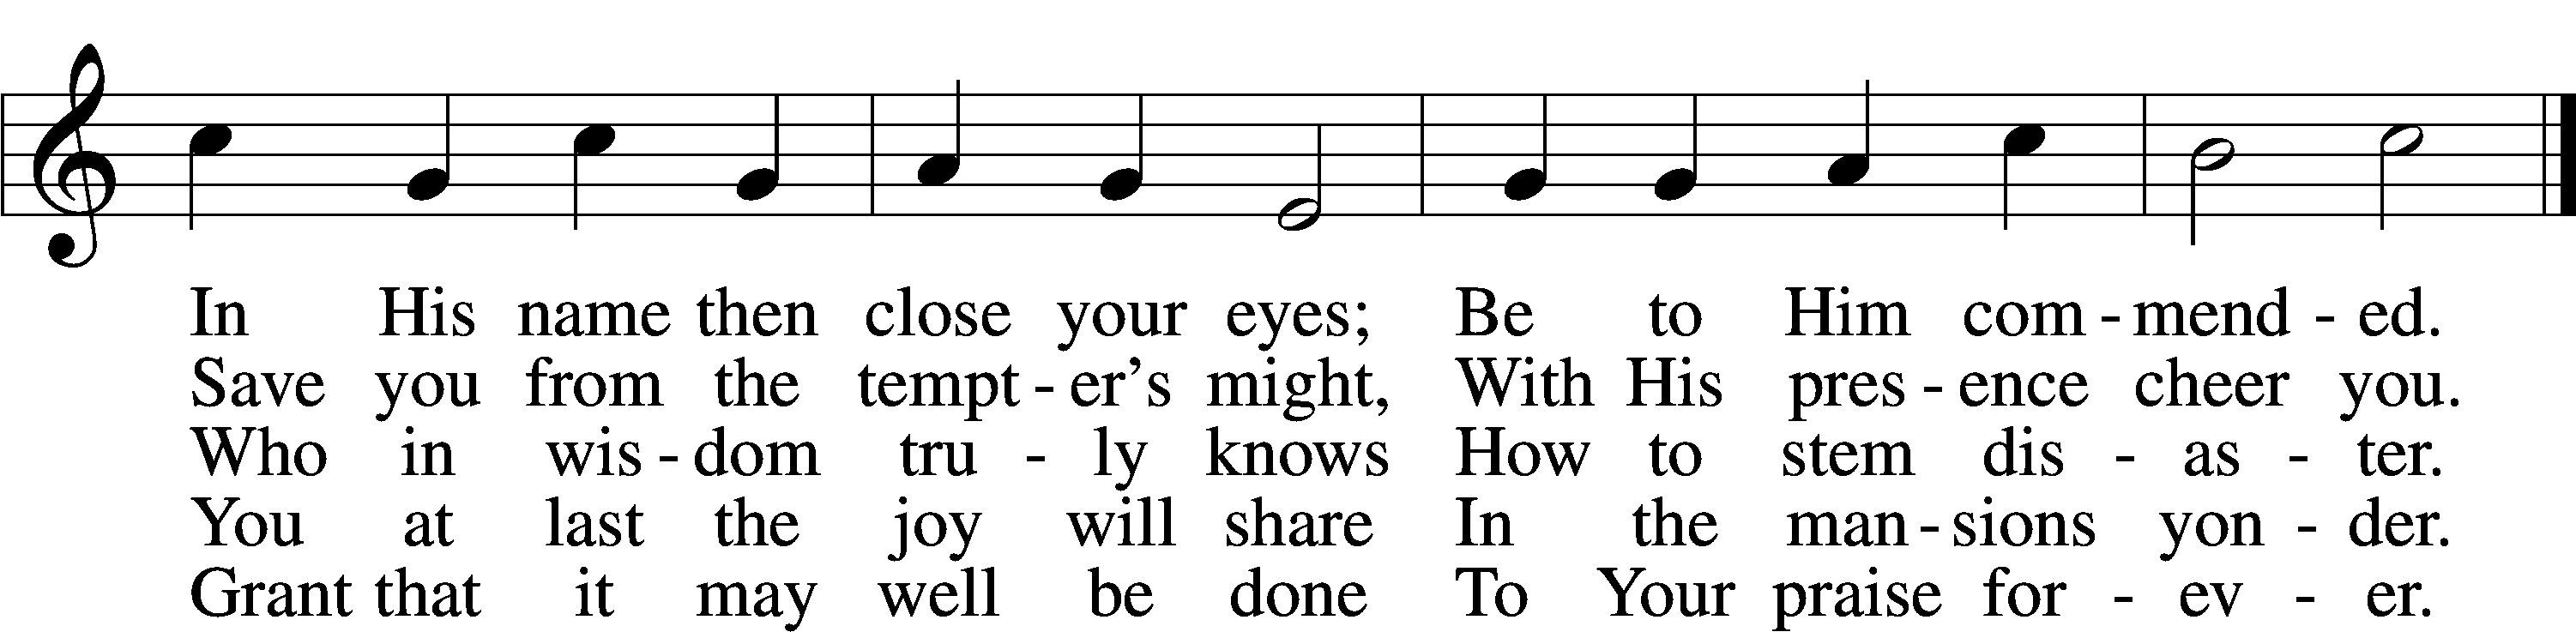 In His name then close your eyes; Be to Him com - mend - ed.
Save you from the tempt - er's might, With His pres - ence cheer you.
Who in wis - dom tru - ly knows How to stem dis - as - ter.
You at last the joy will share In the man - sions yon - der.
Grant that it may well be done To Your praise for - ev - er.